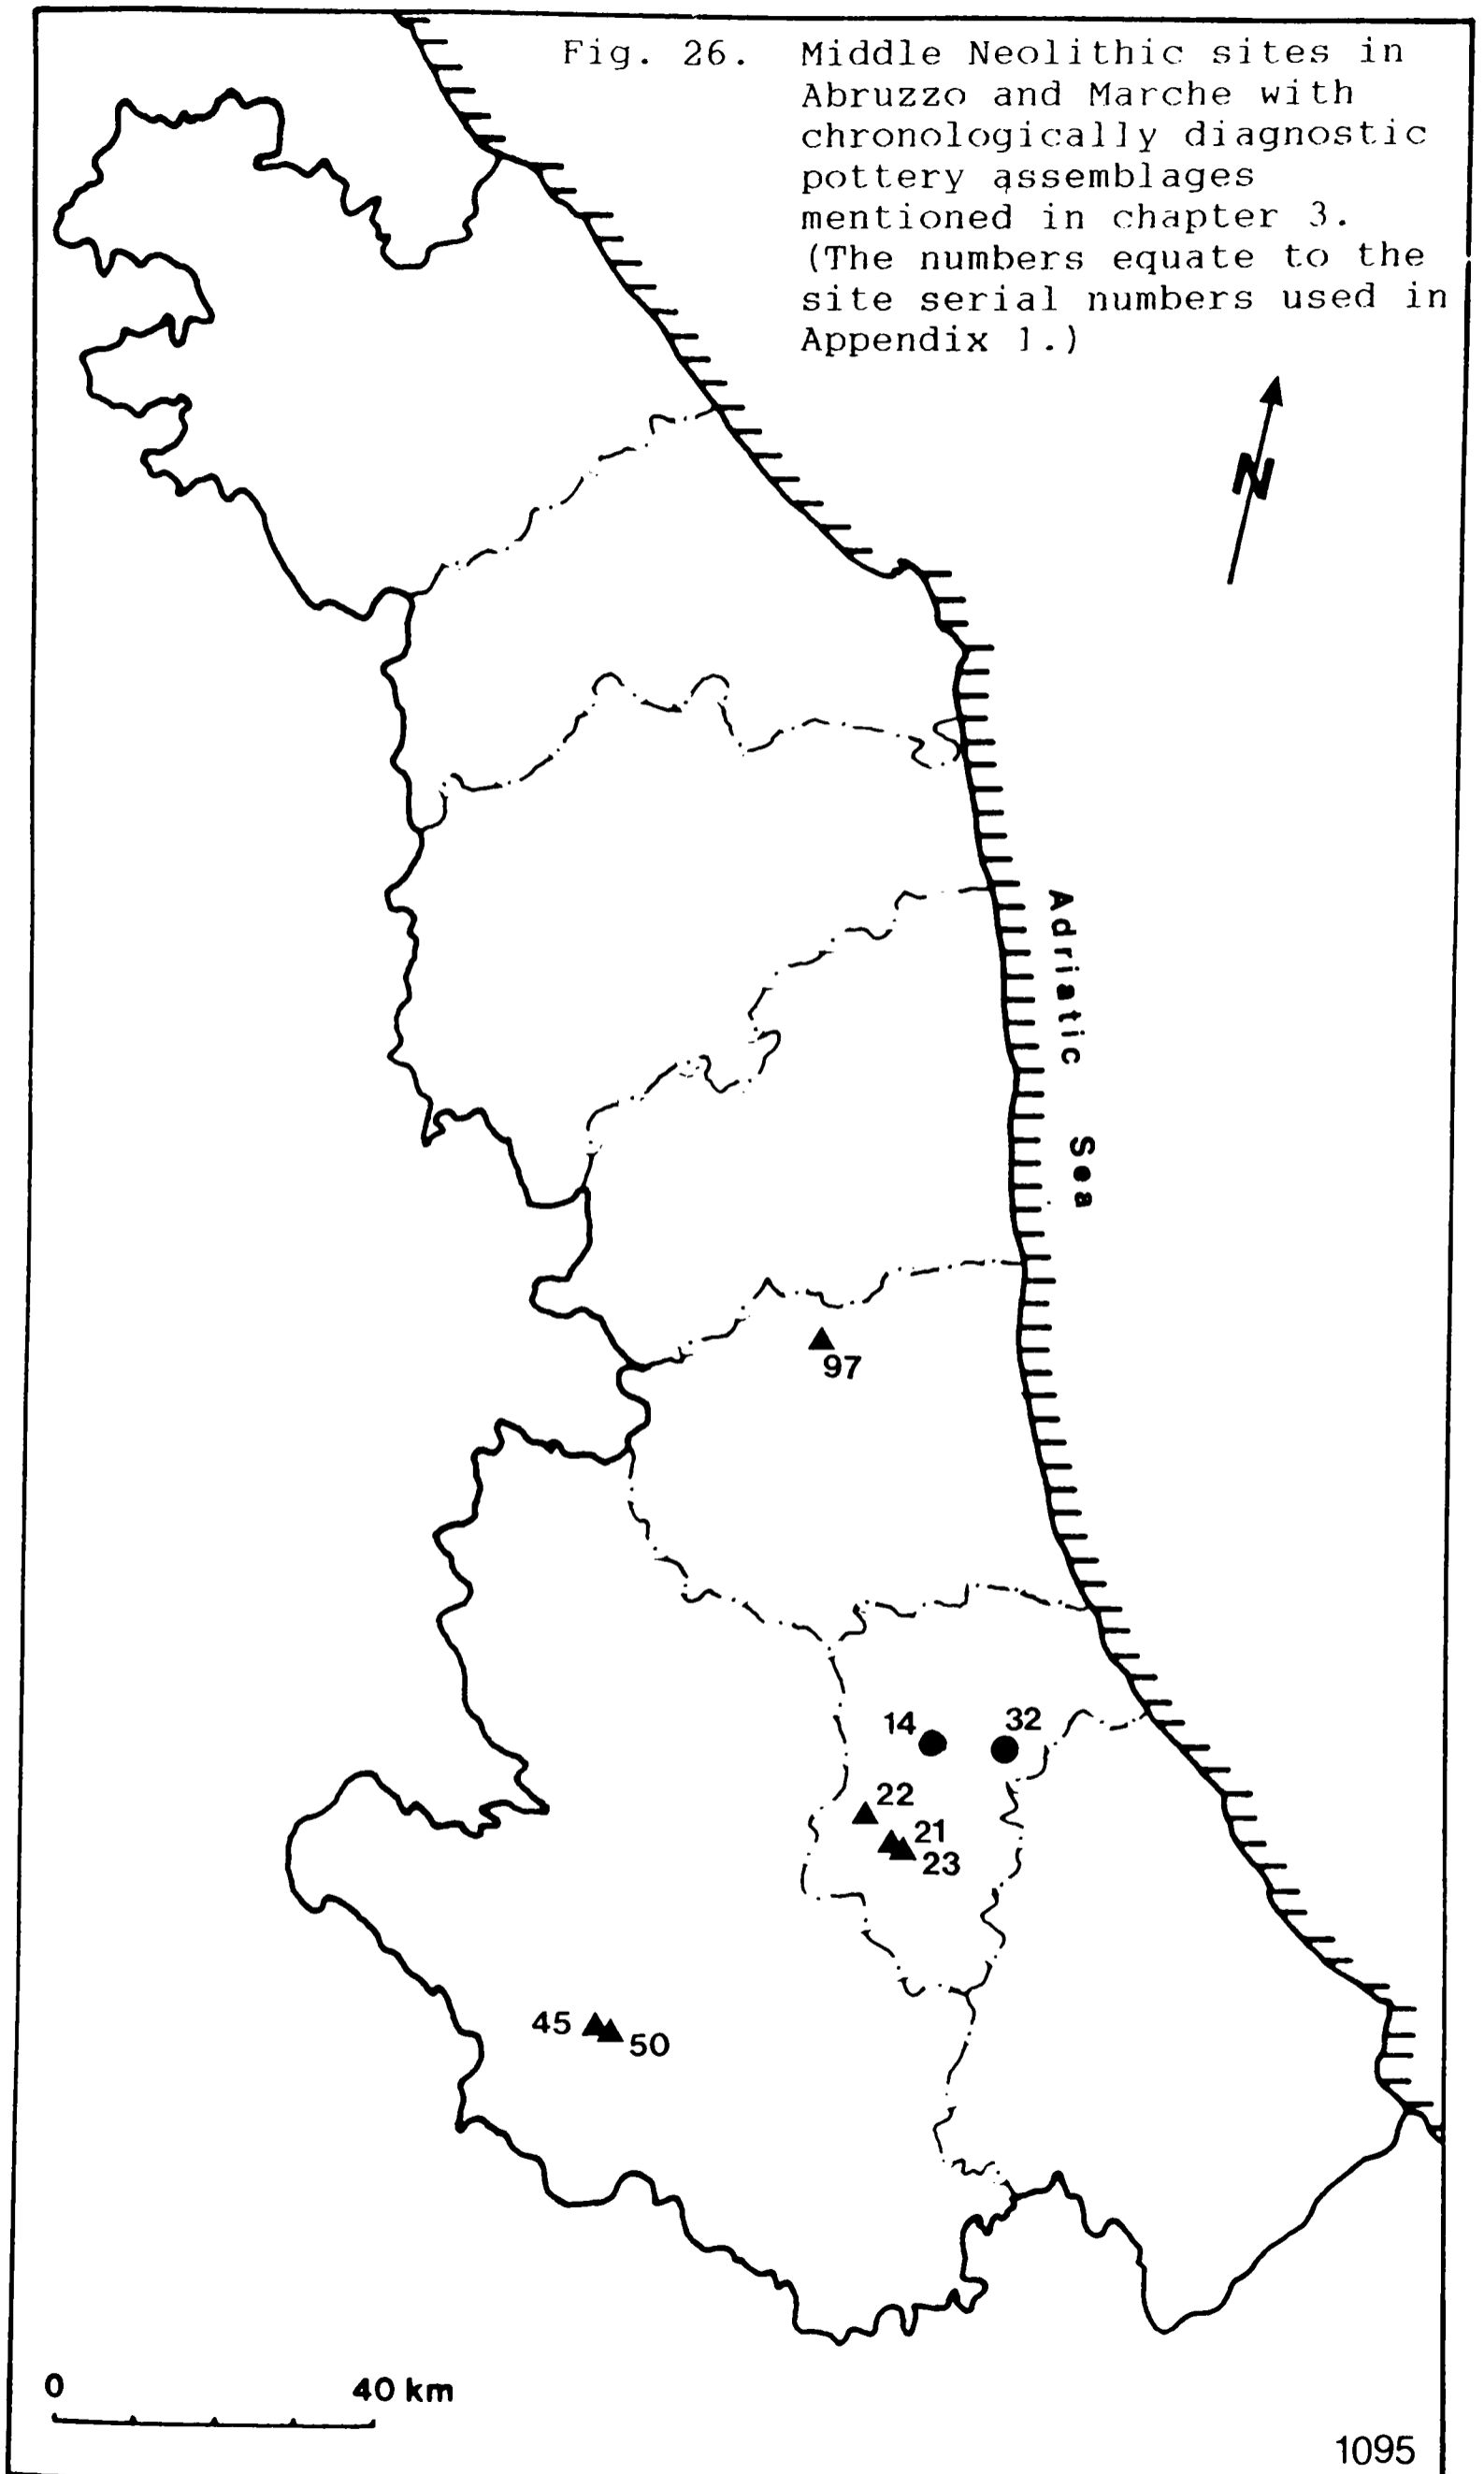 Fig. 26. Middle Neolithic sites in
Abruzzo and Marche with
chronologically diagnostic
pottery assemblages
mentioned in chapter 3.
(The numbers equate to the
site serial numbers used in
Appendix 1.)
N
Adriatic Sea
97
14
32
22
21
23
45
50
0 40 km
1095